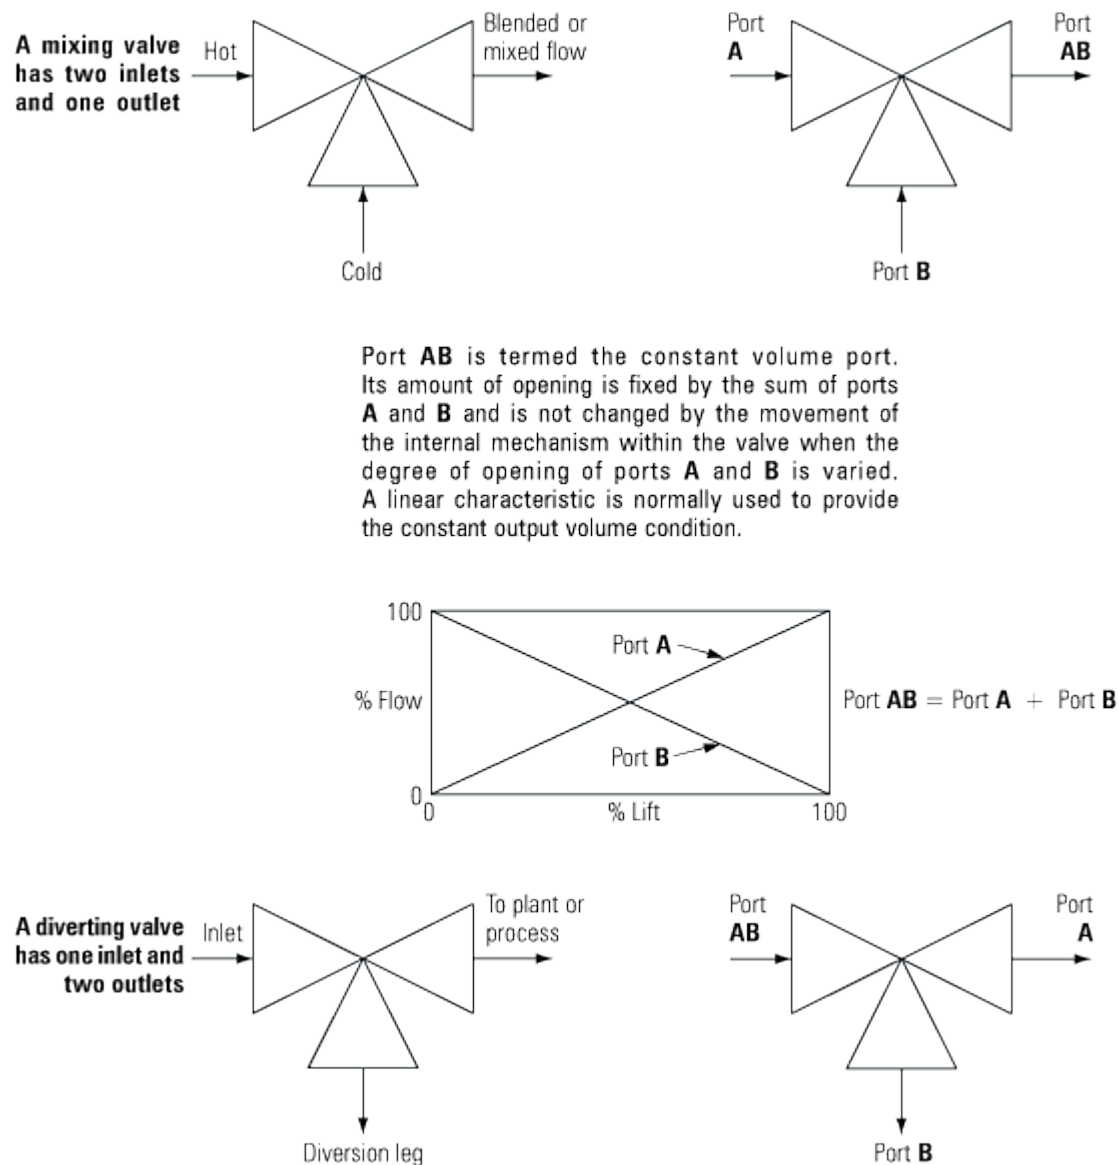 A mixing valve
has two inlets
and one outlet
Hot
Blended or
mixed flow
Cold
Port
A
Port
AB
Port B
Port AB is termed the constant volume port.
Its amount of opening is fixed by the sum of ports
A and B and is not changed by the movement of
the internal mechanism within the valve when the
degree of opening of ports A and B is varied.
A linear characteristic is normally used to provide
the constant output volume condition.
100
Port A
% Flow
Port AB = Port A + Port B
Port B
0
0
% Lift
100
A diverting valve
has one inlet and
two outlets
Inlet
To plant or
process
Diversion leg
Port
AB
Port
A
Port B